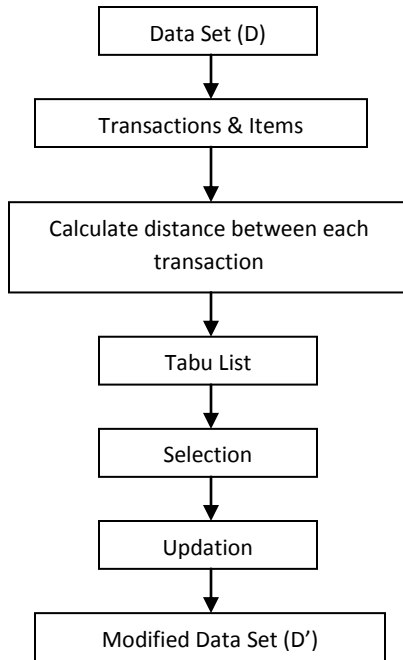 Data Set (D)
Transactions & Items
Calculate distance between each
transaction
Tabu List
Selection
Updation
Modified Data Set (D’)